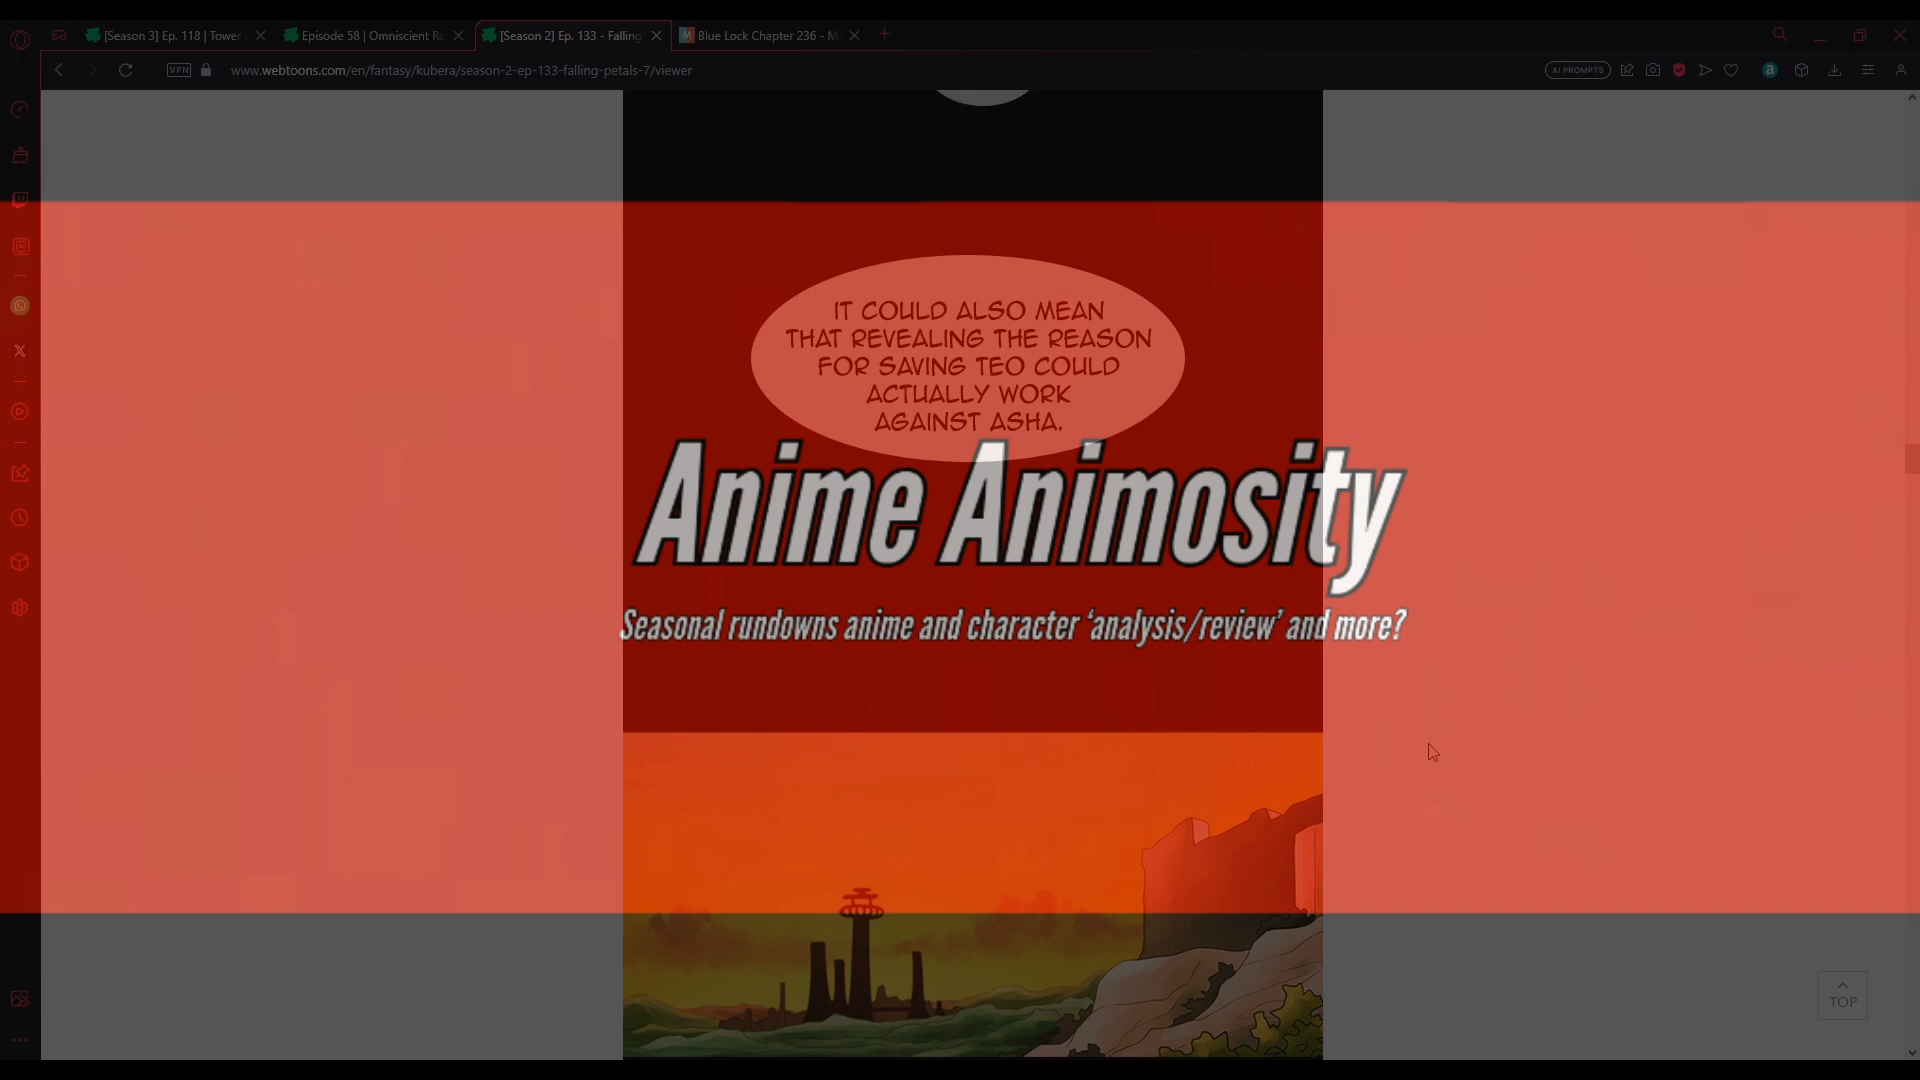 [Season 3] Ep. 118 | Tower
Episode 58 | Omniscient Re
[Season 2] Ep. 133 - Falling
Blue Lock Chapter 236 - M
VPN
www.webtoons.com/en/fantasy/kubera/season-2-ep-133-falling-petals-7/viewer
AI PROMPTS
a
IT COULD ALSO MEAN
THAT REVEALING THE REASON
FOR SAVING TEO COULD
ACTUALLY WORK
AGAINST ASHA.
Anime Animosity
Seasonal rundowns anime and character ‘analysis/review’ and more?
TOP